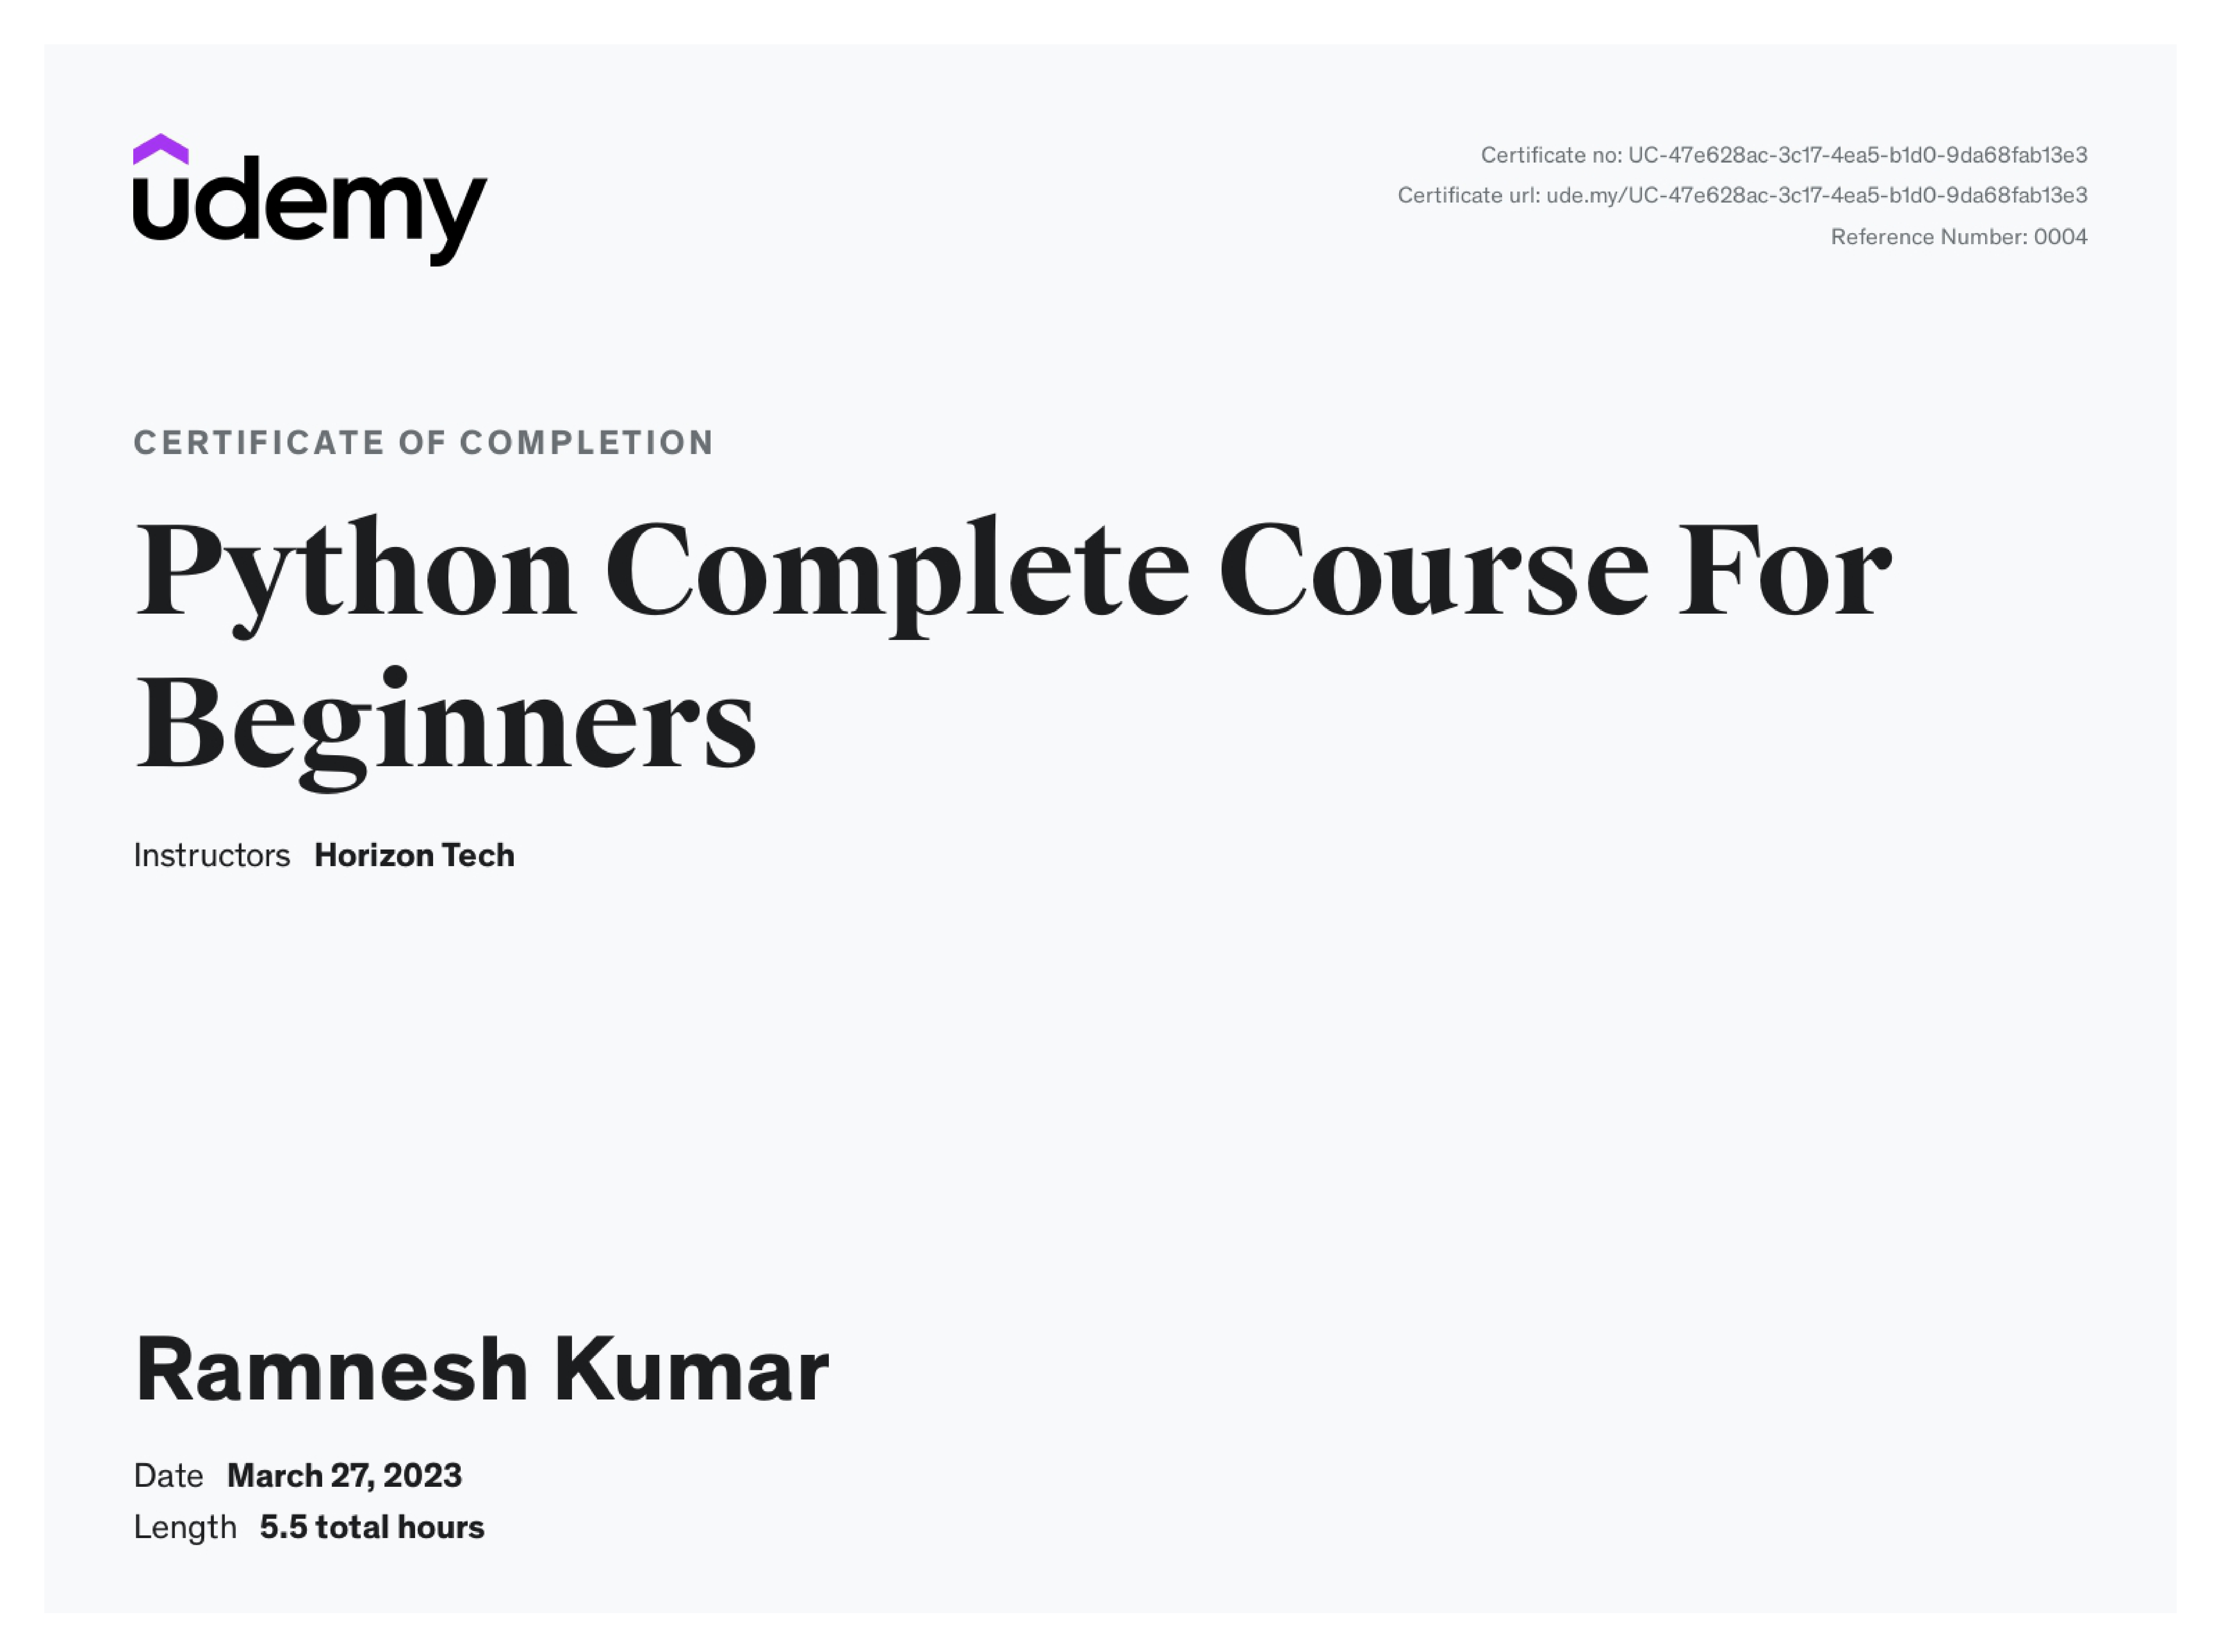 udemy
Certificate no: UC-47e628ac-3c17-4ea5-b1d0-9da68fab13e3
Certificate url: ude.my/UC-47e628ac-3c17-4ea5-b1d0-9da68fab13e3
Reference Number: 0004
CERTIFICATE OF COMPLETION
Python Complete Course For
Beginners
Instructors Horizon Tech
Ramnesh Kumar
Date March 27, 2023
Length 5.5 total hours